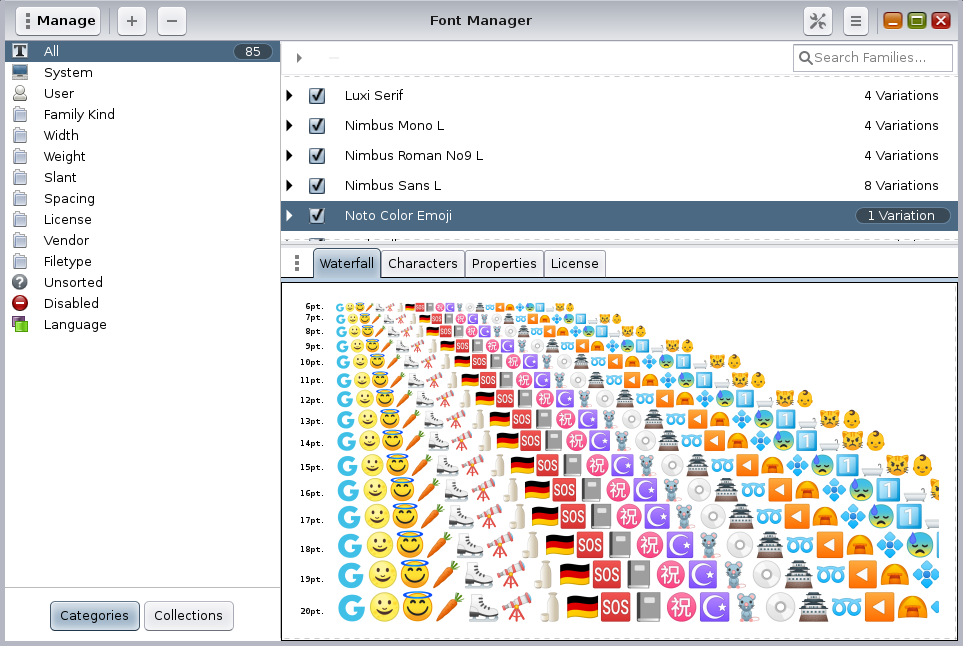 Manage
+
−
Font Manager
All 85
System
User
Family Kind
Width
Weight
Slant
Spacing
License
Vendor
Filetype
Unsorted
Disabled
Language
Categories
Collections
Search Families...
Luxi Serif 4 Variations
Nimbus Mono L 4 Variations
Nimbus Roman No9 L 4 Variations
Nimbus Sans L 8 Variations
Noto Color Emoji 1 Variation
Waterfall Characters Properties License
6pt.
7pt.
8pt.
9pt.
10pt.
11pt.
12pt.
13pt.
14pt.
15pt.
16pt.
17pt.
18pt.
19pt.
20pt.